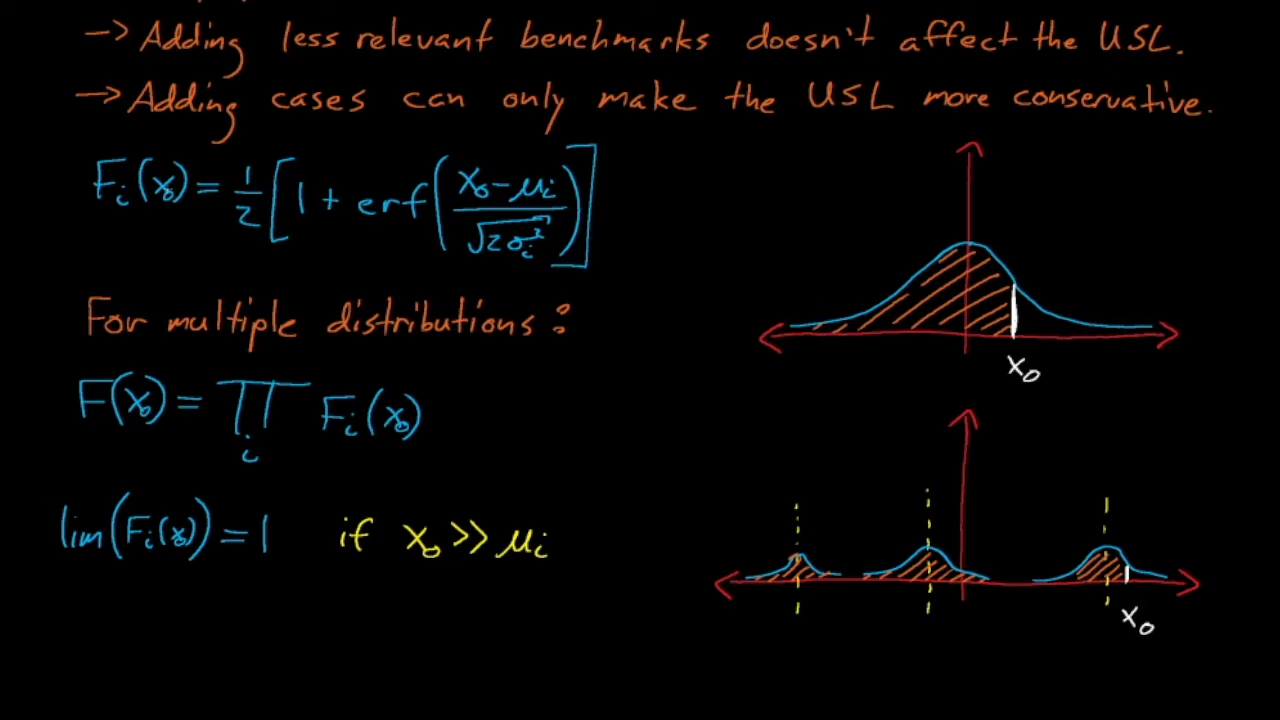 → Adding less relevant benchmarks doesn't affect the USL.
→ Adding cases can only make the USL more conservative.
Fᵢ(x₀) = 1/2 [1 + erf((x₀ - μᵢ)/√(2σᵢ²))]
For multiple distributions:
F(x₀) = ∏ᵢ Fᵢ(x₀)
lim(Fᵢ(x₀)) = 1 if x₀ >> μᵢ
x₀
x₀